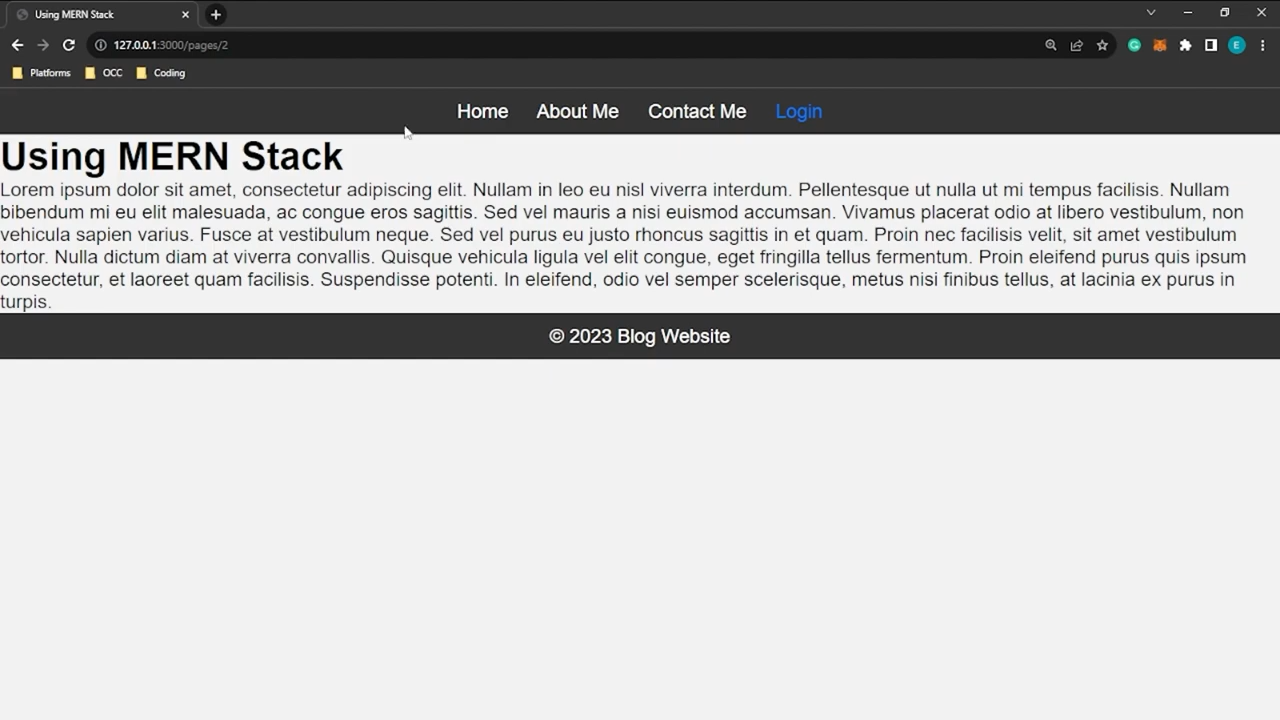 Using MERN Stack
127.0.0.1:3000/pages/2
E
Platforms OCC Coding
Home About Me Contact Me Login
Using MERN Stack
Lorem ipsum dolor sit amet, consectetur adipiscing elit. Nullam in leo eu nisl viverra interdum. Pellentesque ut nulla ut mi tempus facilisis. Nullam
bibendum mi eu elit malesuada, ac congue eros sagittis. Sed vel mauris a nisi euismod accumsan. Vivamus placerat odio at libero vestibulum, non
vehicula sapien varius. Fusce at vestibulum neque. Sed vel purus eu justo rhoncus sagittis in et quam. Proin nec facilisis velit, sit amet vestibulum
tortor. Nulla dictum diam at viverra convallis. Quisque vehicula ligula vel elit congue, eget fringilla tellus fermentum. Proin eleifend purus quis ipsum
consectetur, et laoreet quam facilisis. Suspendisse potenti. In eleifend, odio vel semper scelerisque, metus nisi finibus tellus, at lacinia ex purus in
turpis.
© 2023 Blog Website